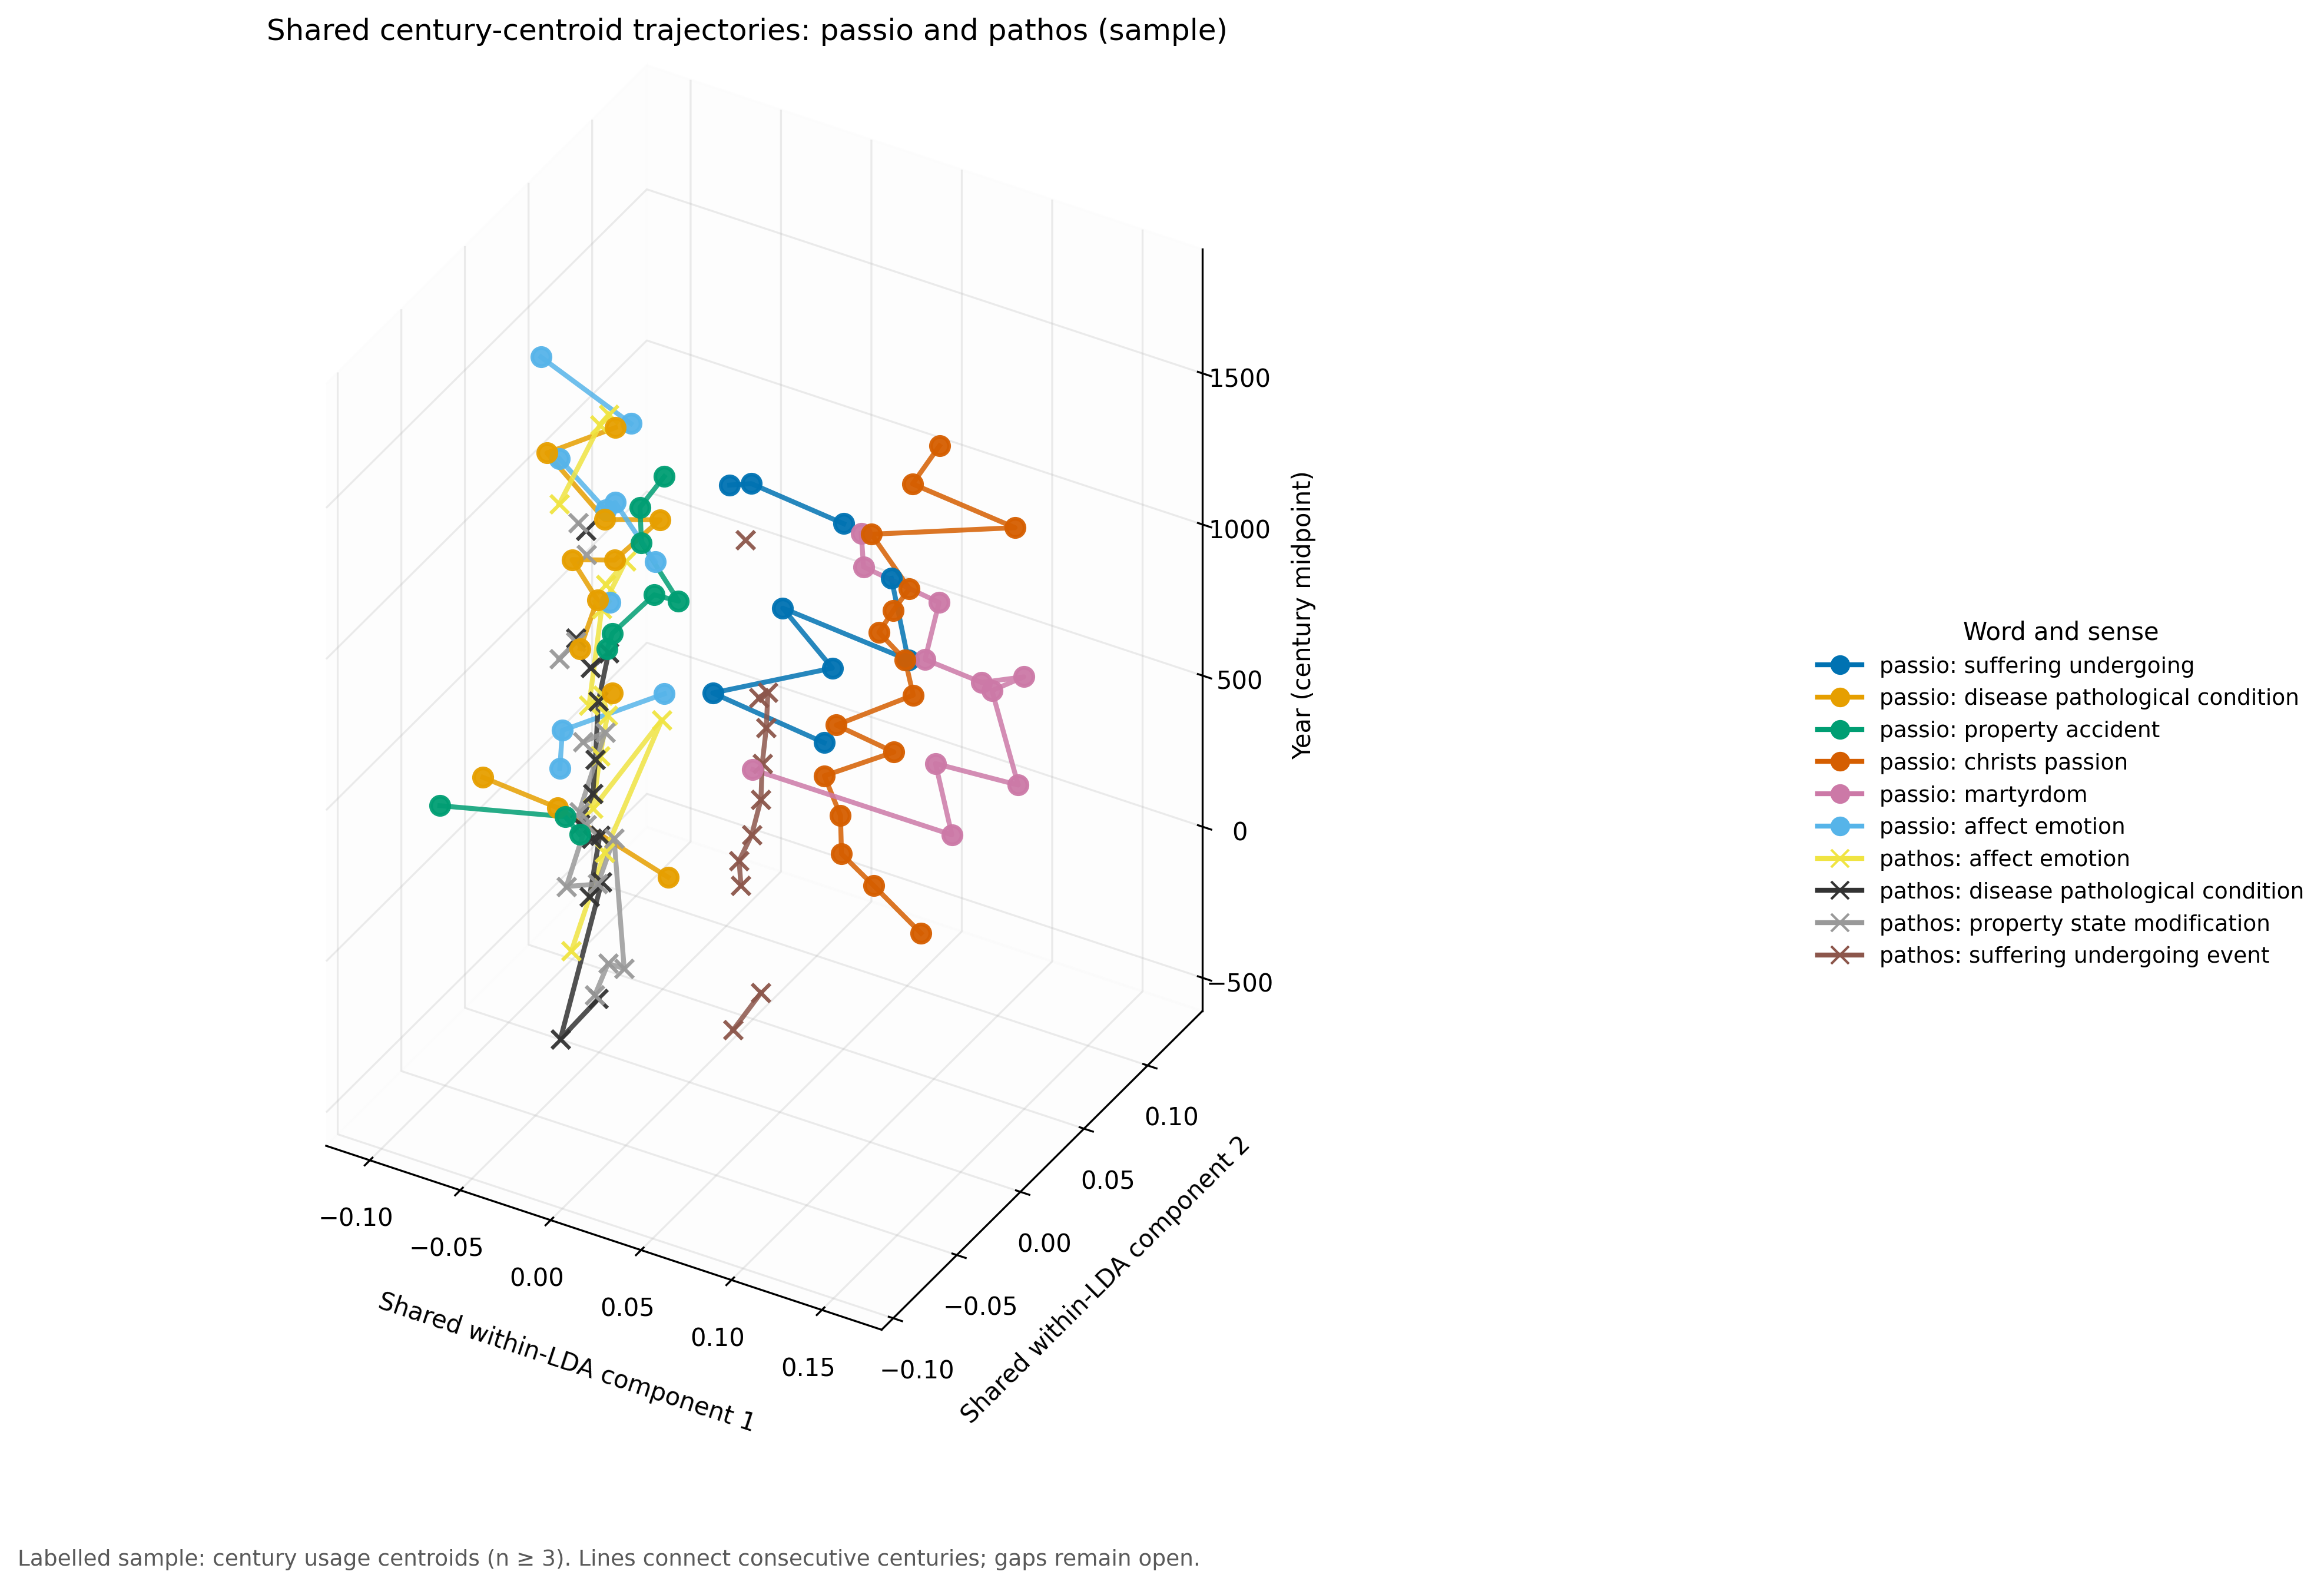 Shared century-centroid trajectories: passio and pathos (sample)
1500
1000
500
0
−500
Year (century midpoint)
0.10
0.05
0.00
−0.05
−0.10
Shared within-LDA component 2
−0.10
−0.05
0.00
0.05
0.10
0.15
Shared within-LDA component 1
Word and sense
passio: suffering undergoing
passio: disease pathological condition
passio: property accident
passio: christs passion
passio: martyrdom
passio: affect emotion
pathos: affect emotion
pathos: disease pathological condition
pathos: property state modification
pathos: suffering undergoing event
Labelled sample: century usage centroids (n ≥ 3). Lines connect consecutive centuries; gaps remain open.